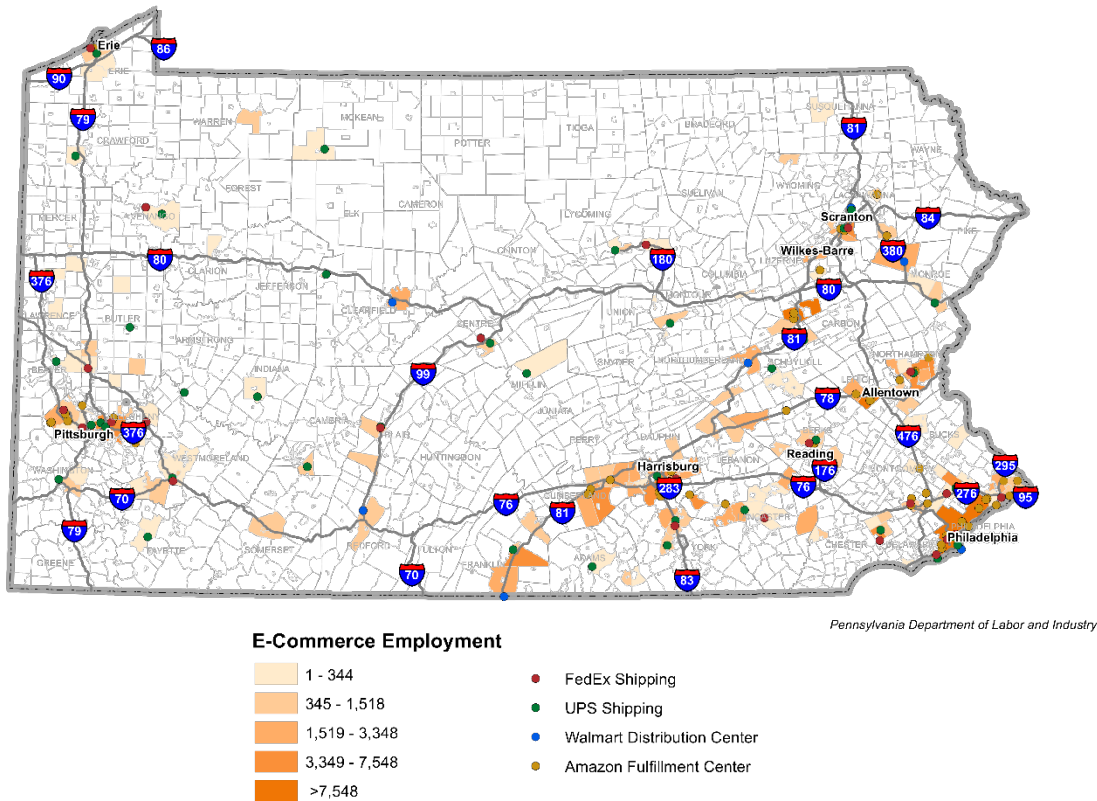 Erie
86
90
ERIE
79
WARREN
MCKEAN
SUSQUEHANNA
CRAWFORD
TIOGA
BRADFORD
81
POTTER
WAYNE
FOREST
WYOMING
VENANGO
ELK
CAMERON
SULLIVAN
MERCER
LYCOMING
Scranton
84
PIKE
CLINTON
Wilkes-Barre
380
80
180
LUZERNE
376
CLARION
COLUMBIA
MONROE
JEFFERSON
80
MONTOUR
LAWRENCE
CLEARFIELD
UNION
BUTLER
CENTRE
CARBON
81
ARMSTRONG
SNYDER
NORTHUMBERLAND
NORTHAMPTON
BEAVER
INDIANA
99
SCHUYLKILL
MIFFLIN
Allentown
78
JUNIATA
CAMBRIA
BLAIR
Pittsburgh
376
PERRY
DAUPHIN
BERKS
476
BUCKS
Reading
HUNTINGDON
WESTMORELAND
LEBANON
Harrisburg
295
WASHINGTON
176
MONTGOMERY
283
76
276
95
70
76
81
79
Philadelphia
FAYETTE
SOMERSET
BEDFORD
FULTON
YORK
CHESTER
ADAMS
GREENE
FRANKLIN
70
83
Pennsylvania Department of Labor and Industry
E-Commerce Employment
1 - 344
345 - 1,518
1,519 - 3,348
3,349 - 7,548
>7,548
FedEx Shipping
UPS Shipping
Walmart Distribution Center
Amazon Fulfillment Center